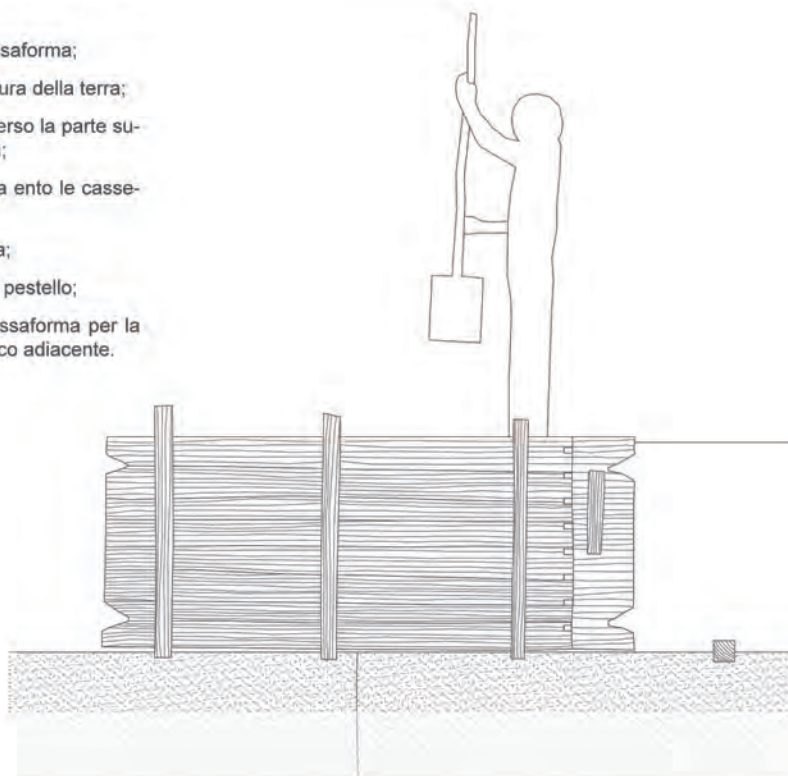 saforma;
ura della terra;
erso la parte su-
;
a ento le casse-
a;
pestello;
ssaforma per la
co adiacente.